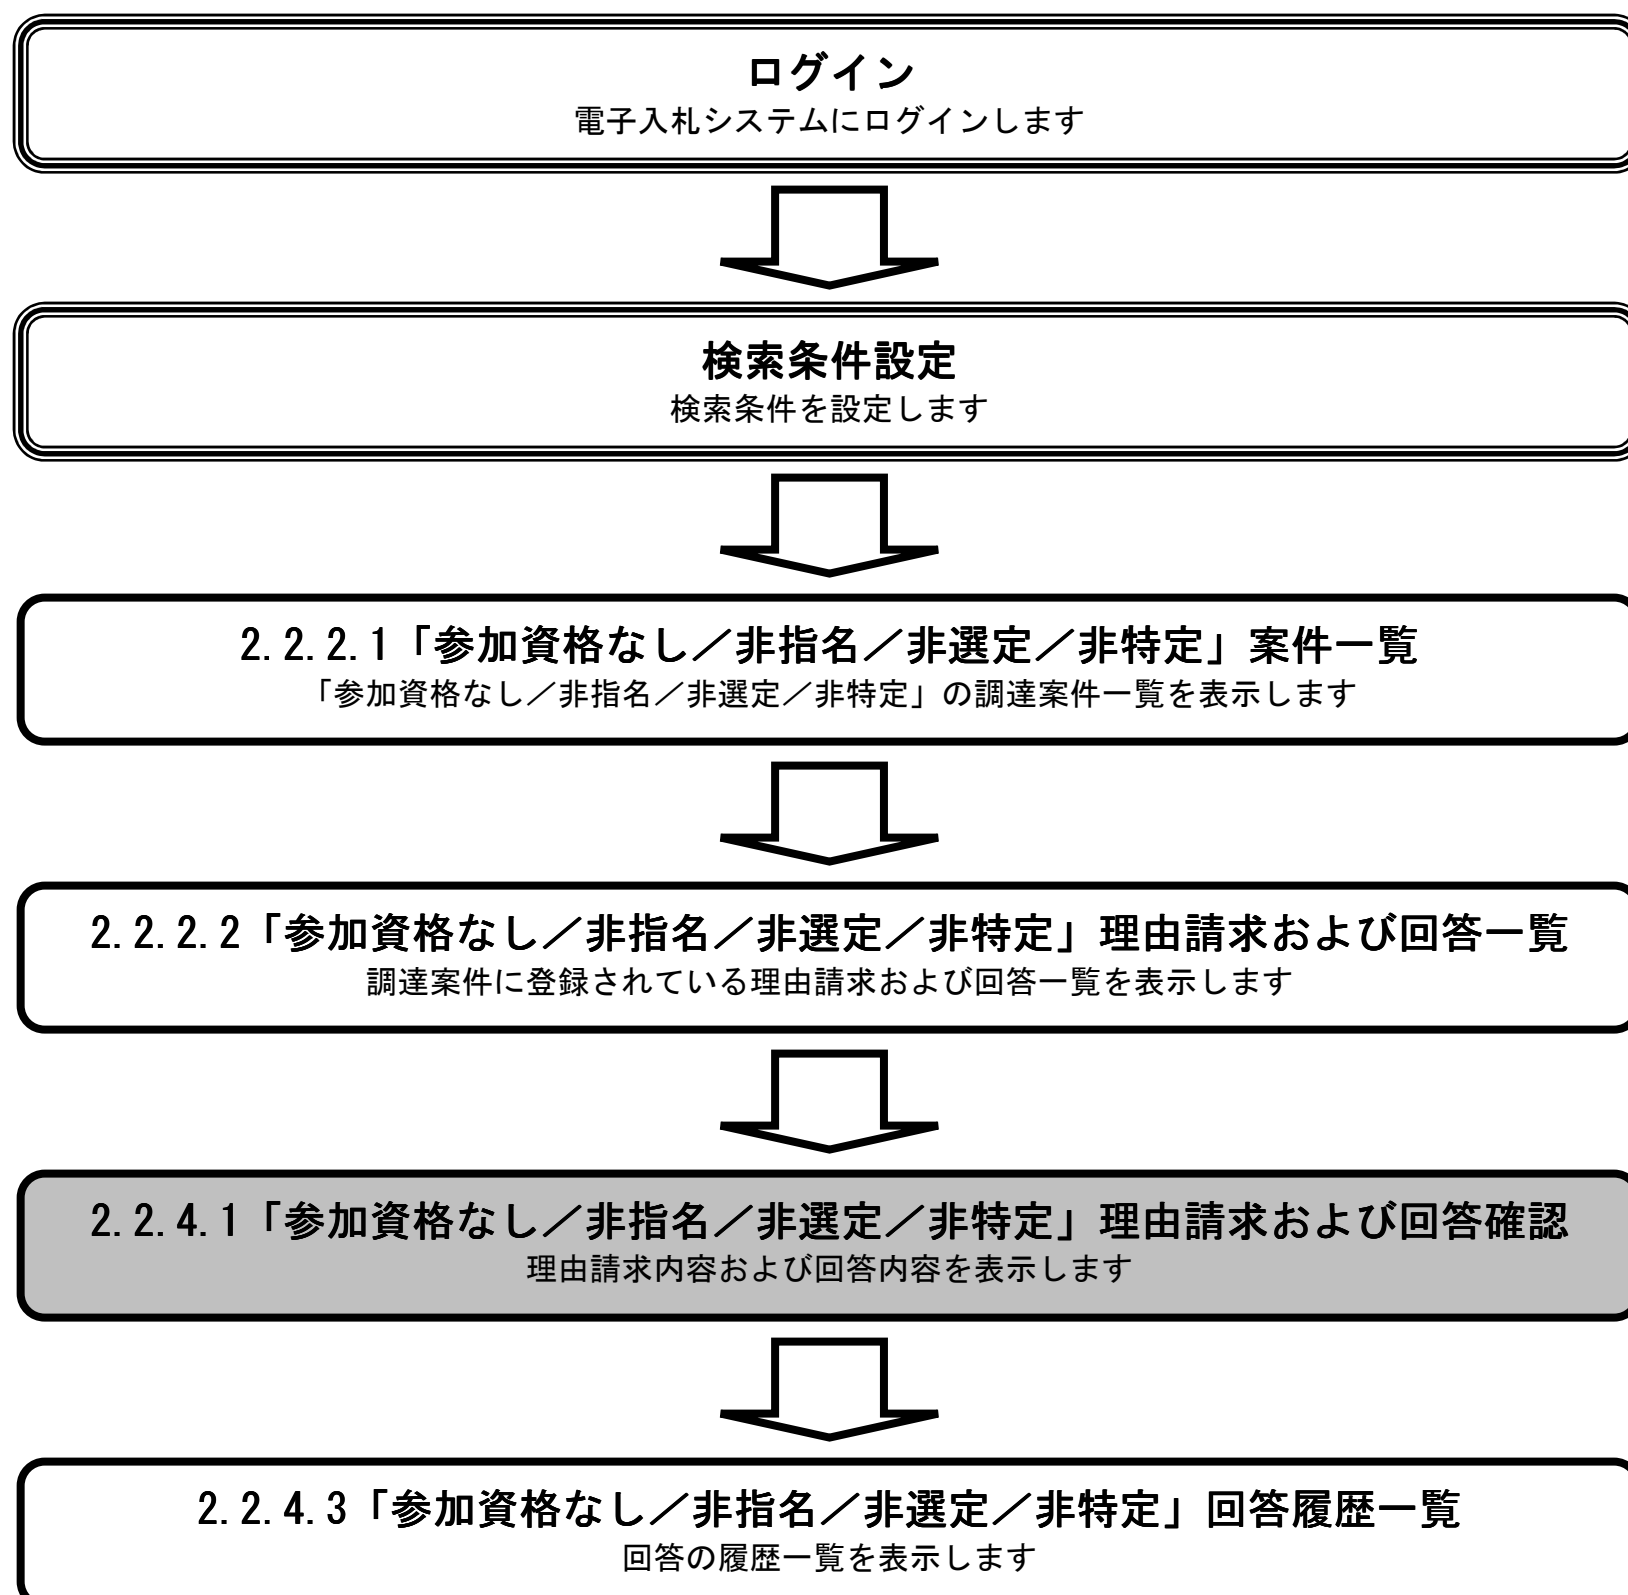 ログイン
電子入札システムにログインします
検索条件設定
検索条件を設定します
2.2.2.1「参加資格なし／非指名／非選定／非特定」案件一覧
「参加資格なし／非指名／非選定／非特定」の調達案件一覧を表示します
2.2.2.2「参加資格なし／非指名／非選定／非特定」理由請求および回答一覧
調達案件に登録されている理由請求および回答一覧を表示します
2.2.4.1「参加資格なし／非指名／非選定／非特定」理由請求および回答確認
理由請求内容および回答内容を表示します
2.2.4.3「参加資格なし／非指名／非選定／非特定」回答履歴一覧
回答の履歴一覧を表示します